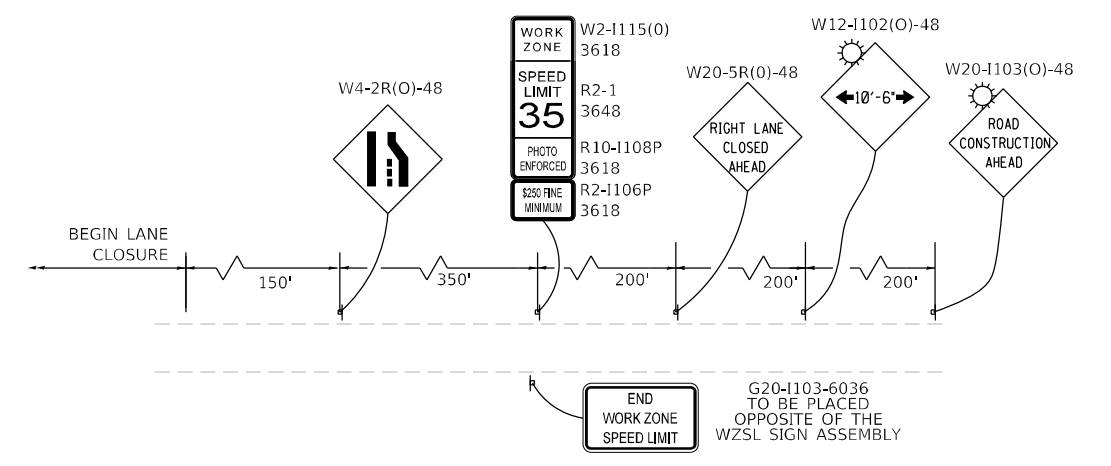 W4-2R(O)-48
WORK
ZONE
SPEED
LIMIT
35
PHOTO
ENFORCED
$250 FINE
MINIMUM
W2-I115(0)
3618
R2-1
3648
R10-I108P
3618
R2-I106P
3618
W20-5R(0)-48
RIGHT LANE
CLOSED
AHEAD
W12-I102(O)-48
10'-6"
W20-I103(O)-48
ROAD
CONSTRUCTION
AHEAD
BEGIN LANE
CLOSURE
150'
350'
200'
200'
200'
END
WORK ZONE
SPEED LIMIT
G20-I103-6036
TO BE PLACED
OPPOSITE OF THE
WZSL SIGN ASSEMBLY